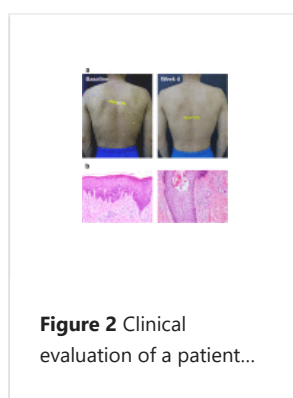 a
Baseline
Week 4
b
Figure 2 Clinical
evaluation of a patient...